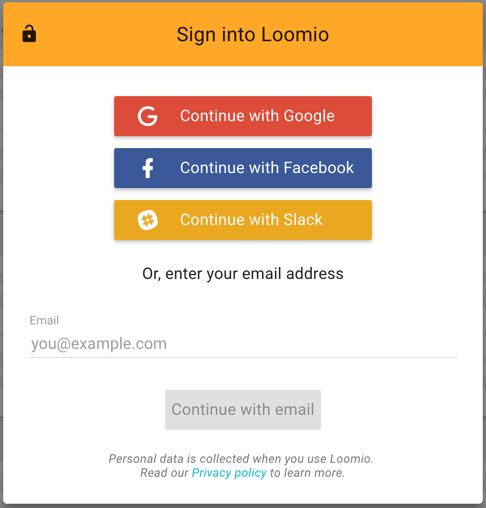 Sign into Loomio
Continue with Google
Continue with Facebook
Continue with Slack
Or, enter your email address
Email
you@example.com
Continue with email
Personal data is collected when you use Loomio.
Read our Privacy policy to learn more.